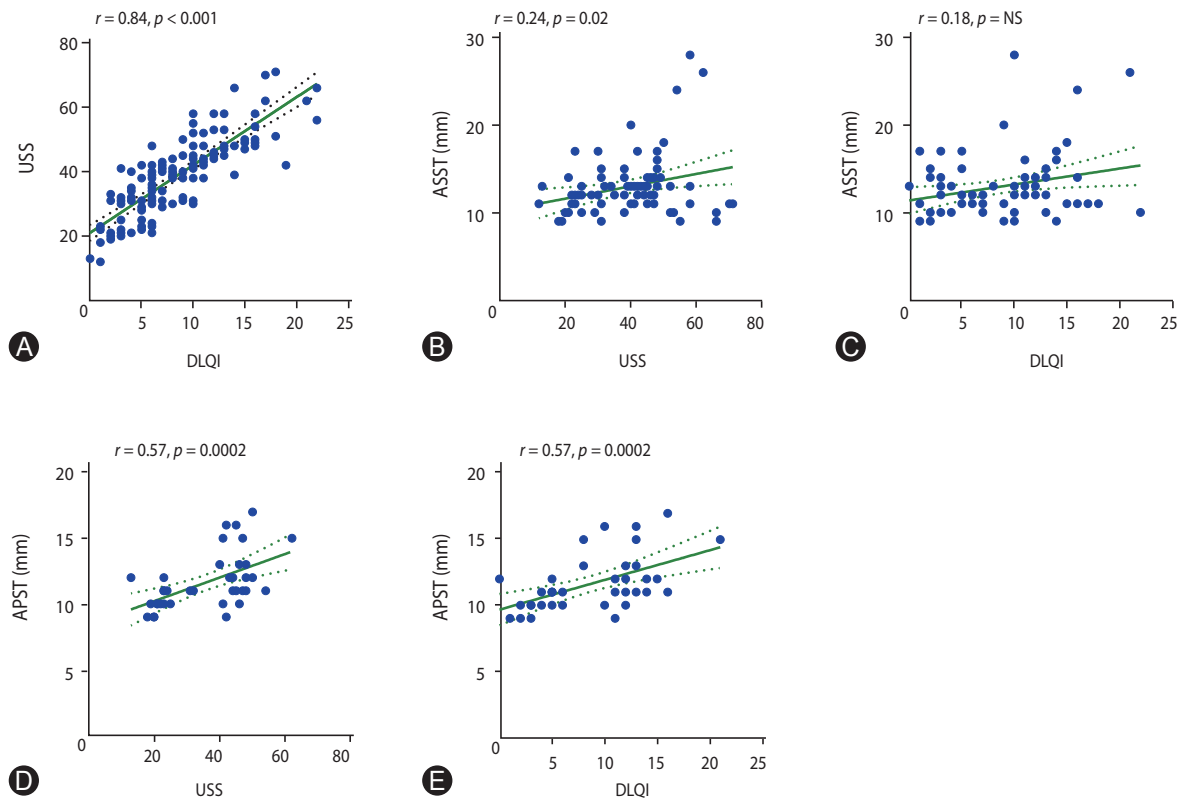 r = 0.84, p < 0.001
80
60
40
20
0
5
10
15
20
25
USS
DLQI
A
r = 0.24, p = 0.02
30
20
10
0
20
40
60
80
ASST (mm)
USS
B
r = 0.18, p = NS
30
20
10
0
5
10
15
20
25
ASST (mm)
DLQI
C
r = 0.57, p = 0.0002
20
15
10
5
0
20
40
60
80
APST (mm)
USS
D
r = 0.57, p = 0.0002
20
15
10
5
0
5
10
15
20
25
APST (mm)
DLQI
E